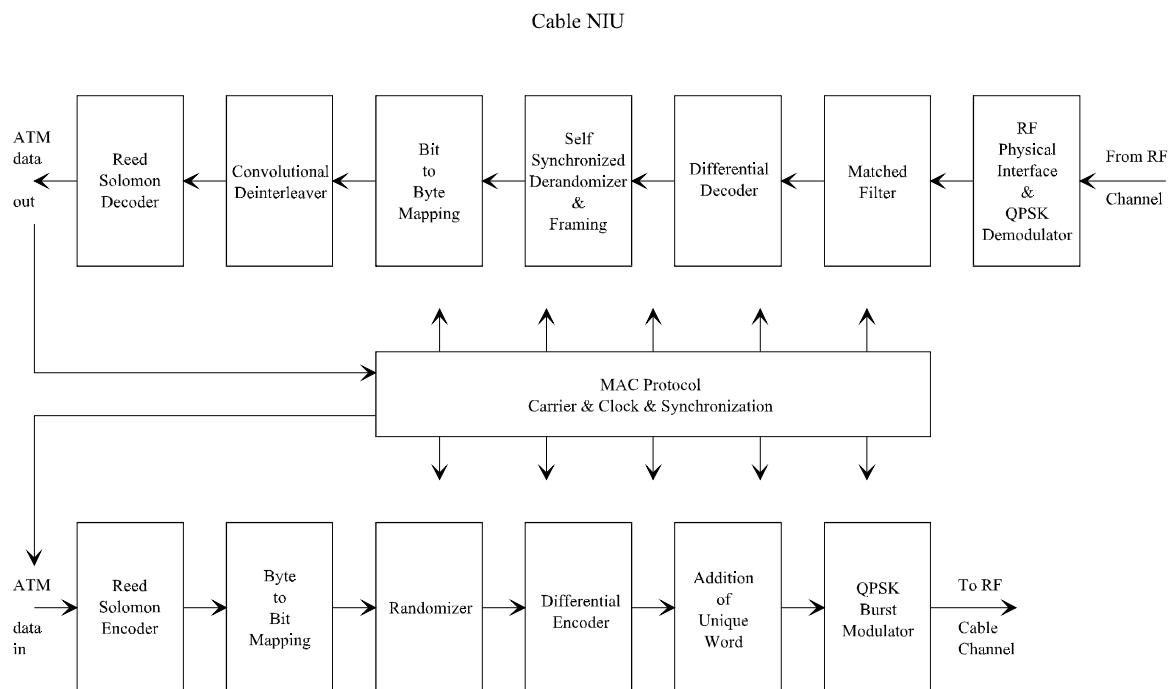 Cable NIU
ATM
data
out
Reed
Solomon
Decoder
Convolutional
Deinterleaver
Bit
to
Byte
Mapping
Self
Synchronized
Derandomizer
&
Framing
Differential
Decoder
Matched
Filter
RF
Physical
Interface
&
QPSK
Demodulator
From RF
Channel
MAC Protocol
Carrier & Clock & Synchronization
ATM
data
in
Reed
Solomon
Encoder
Byte
to
Bit
Mapping
Randomizer
Differential
Encoder
Addition
of
Unique
Word
QPSK
Burst
Modulator
To RF
Cable
Channel